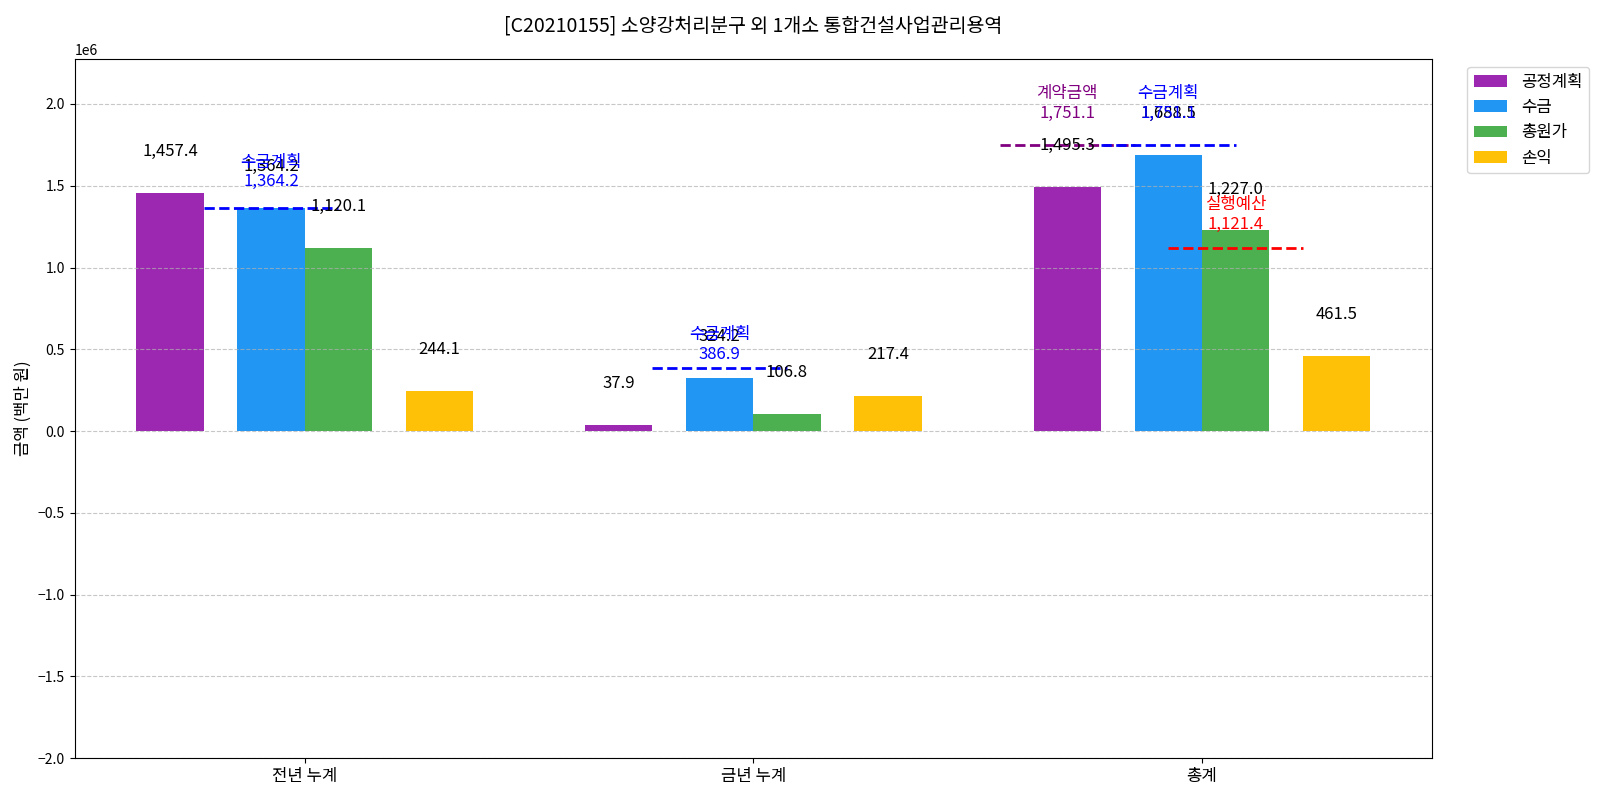 [C20210155] 소양강처리분구 외 1개소 통합건설사업관리용역
1e6
2.0
1.5
1.0
0.5
0.0
−0.5
−1.0
−1.5
−2.0
금액 (백만 원)
1,457.4
수금계획
1,364.2
1,364.2
1,120.1
244.1
37.9
수금계획
324.2
386.9
106.8
217.4
계약금액
1,751.1
1,495.3
수금계획
1,227.0
실행예산
1,121.4
461.5
전년 누계
금년 누계
총계
공정계획
수금
총원가
손익